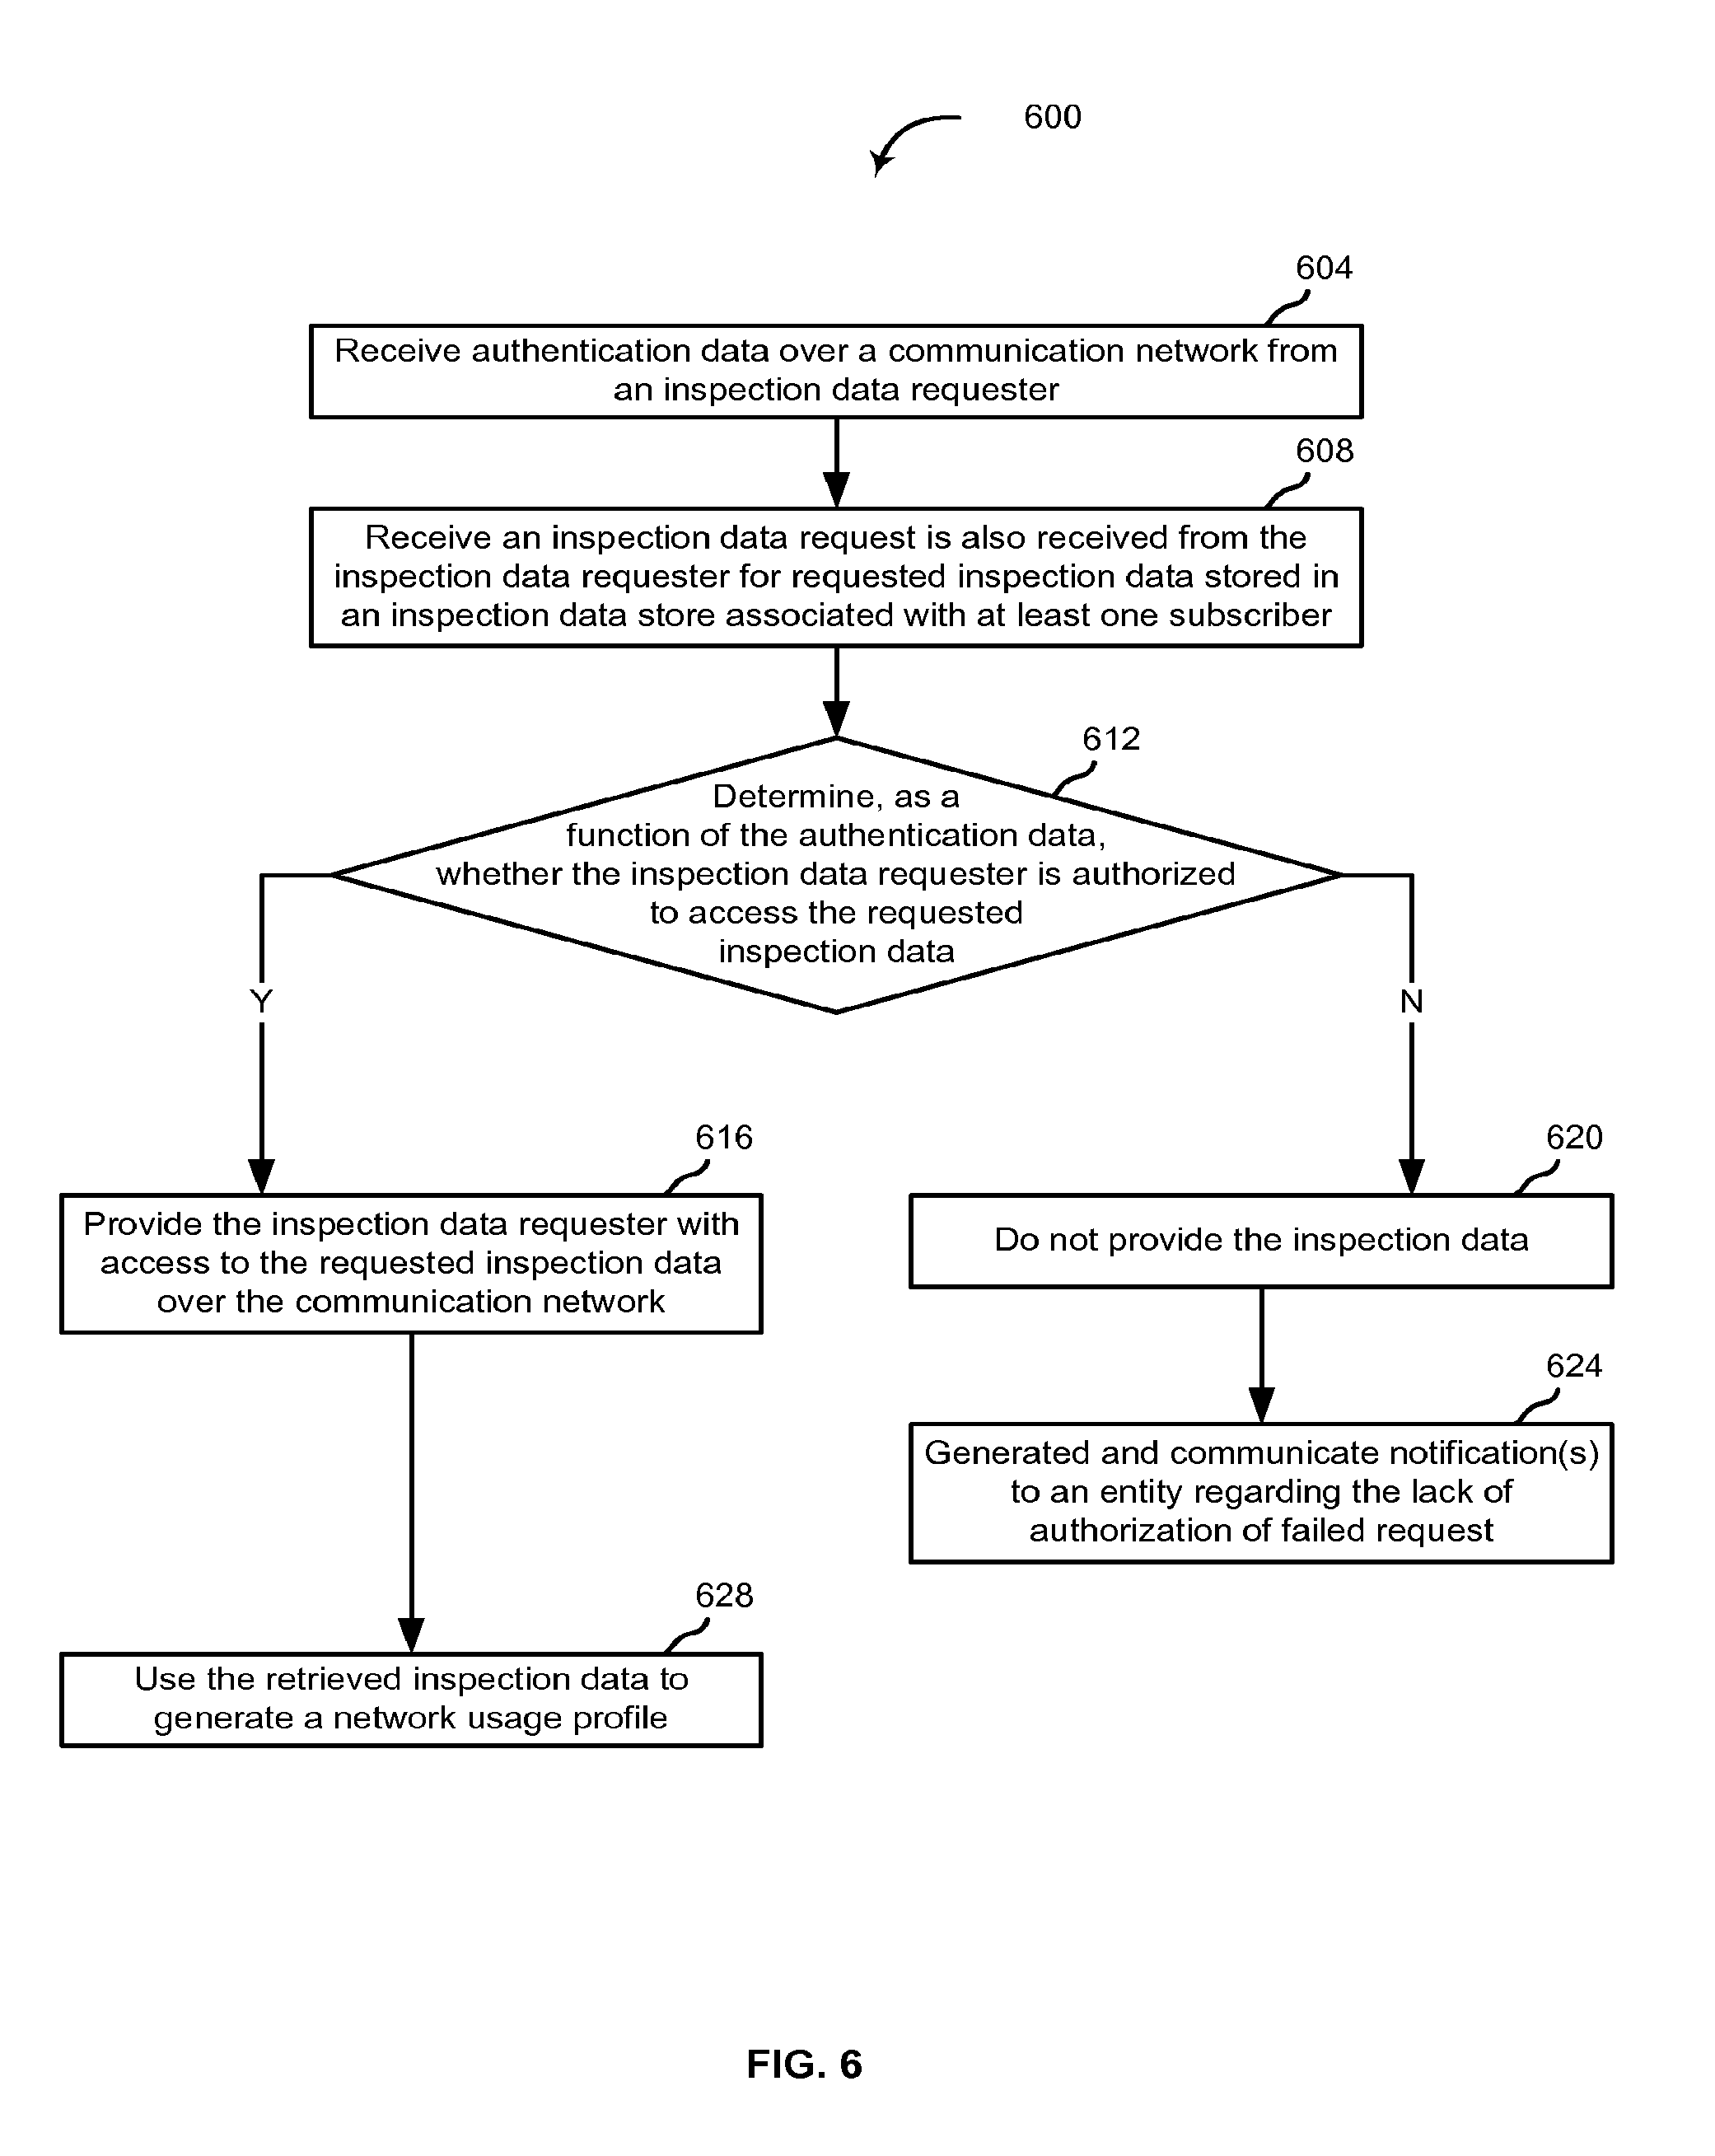 600
604
Receive authentication data over a communication network from
an inspection data requester
608
Receive an inspection data request is also received from the
inspection data requester for requested inspection data stored in
an inspection data store associated with at least one subscriber
612
Determine, as a
function of the authentication data,
whether the inspection data requester is authorized
to access the requested
inspection data
Y
N
616
Provide the inspection data requester with
access to the requested inspection data
over the communication network
620
Do not provide the inspection data
624
Generated and communicate notification(s)
to an entity regarding the lack of
authorization of failed request
628
Use the retrieved inspection data to
generate a network usage profile
FIG. 6